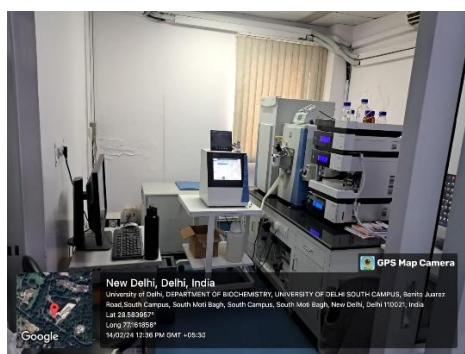 GPS Map Camera
New Delhi, Delhi, India
University of Delhi, DEPARTMENT OF BIOCHEMISTRY, UNIVERSITY OF DELHI SOUTH CAMPUS, Benito Juarez
Road,South Campus, South Moti Bagh, South Campus, South Moti Bagh, New Delhi, Delhi 110021, India
Lat 28.583957°
Long 77.161858°
14/02/24 12:36 PM GMT +05:30
Google